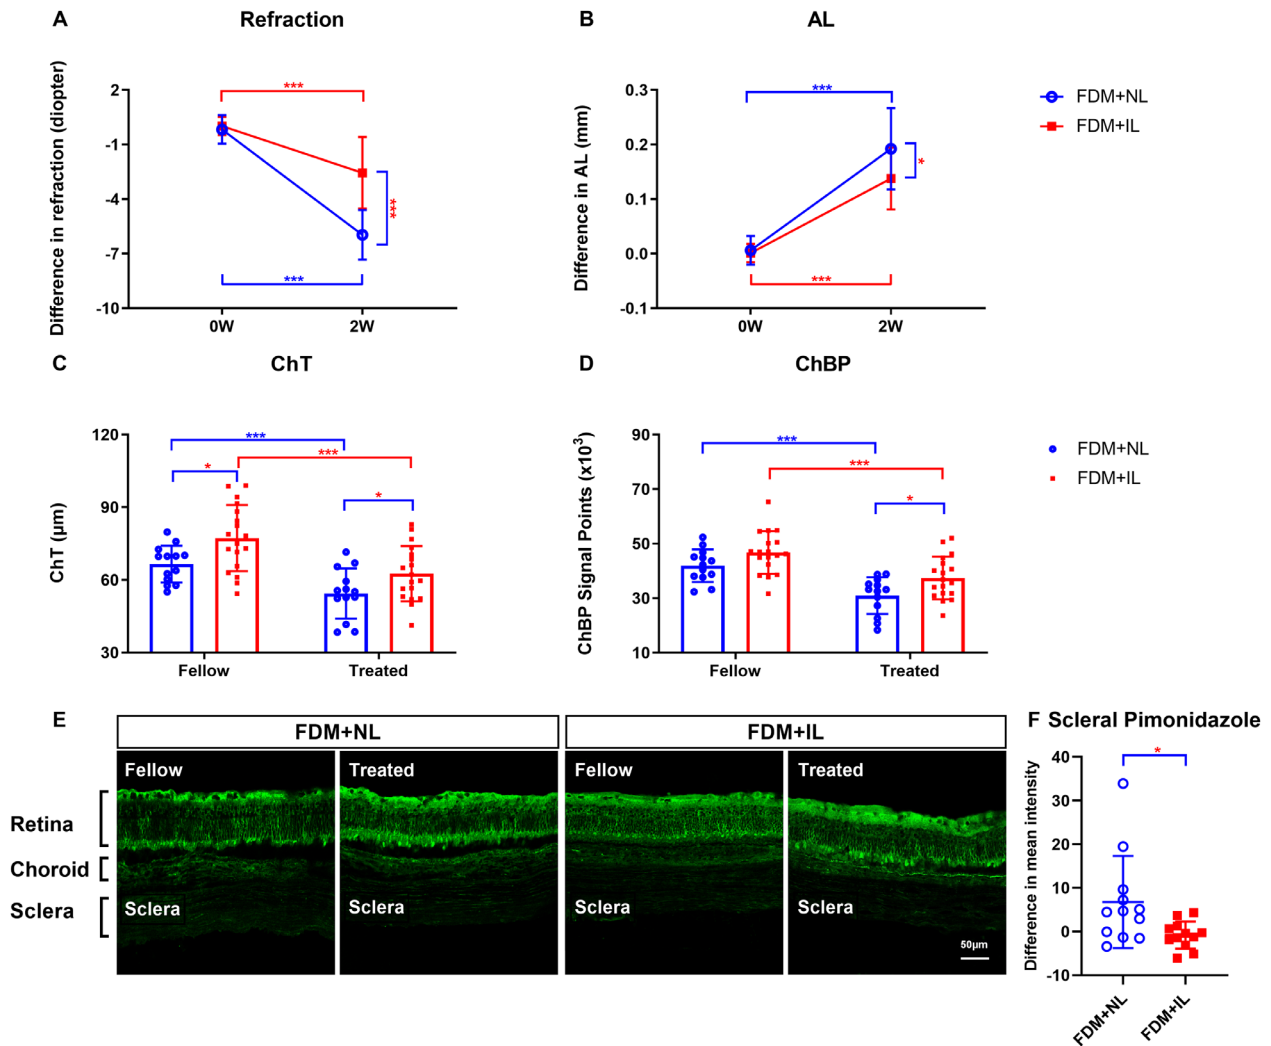 A
Refraction
Difference in refraction (diopter)
2
-1
-4
-7
-10
***
***
***
0W
2W
B
AL
Difference in AL (mm)
0.3
0.2
0.1
0.0
-0.1
***
*
***
0W
2W
FDM+NL
FDM+IL
C
ChT
ChT (µm)
120
90
60
30
***
***
*
*
Fellow
Treated
D
ChBP
ChBP Signal Points (x10³)
90
70
50
30
10
***
***
*
Fellow
Treated
FDM+NL
FDM+IL
E
FDM+NL
FDM+IL
Fellow
Treated
Fellow
Treated
Retina
Choroid
Sclera
Sclera
Sclera
Sclera
Sclera
50µm
F Scleral Pimonidazole
Difference in mean intensity
40
30
20
10
0
-10
*
FDM+NL
FDM+IL